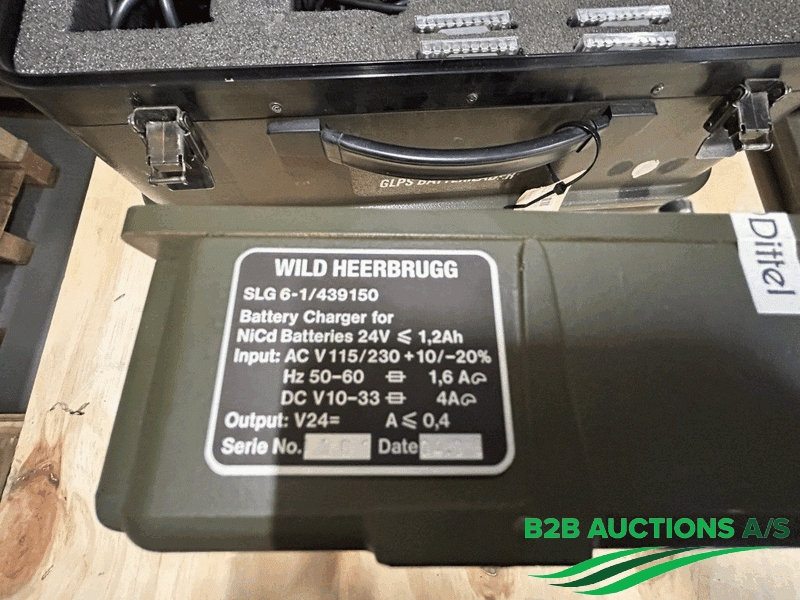 GLPS BATTERILADER
Dittel
WILD HEERBRUGG
SLG 6-1/439150
Battery Charger for
NiCd Batteries 24V ⩽ 1,2Ah
Input: AC V 115/230 +10/-20%
Hz 50-60 1,6 A
DC V10-33 4A
Output: V24= A ⩽ 0,4
Serie No. Date
B2B AUCTIONS A/S